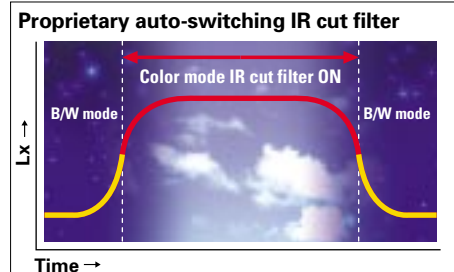 Proprietary auto-switching IR cut filter
Color mode IR cut filter ON
B/W mode
B/W mode
Lx →
Time →